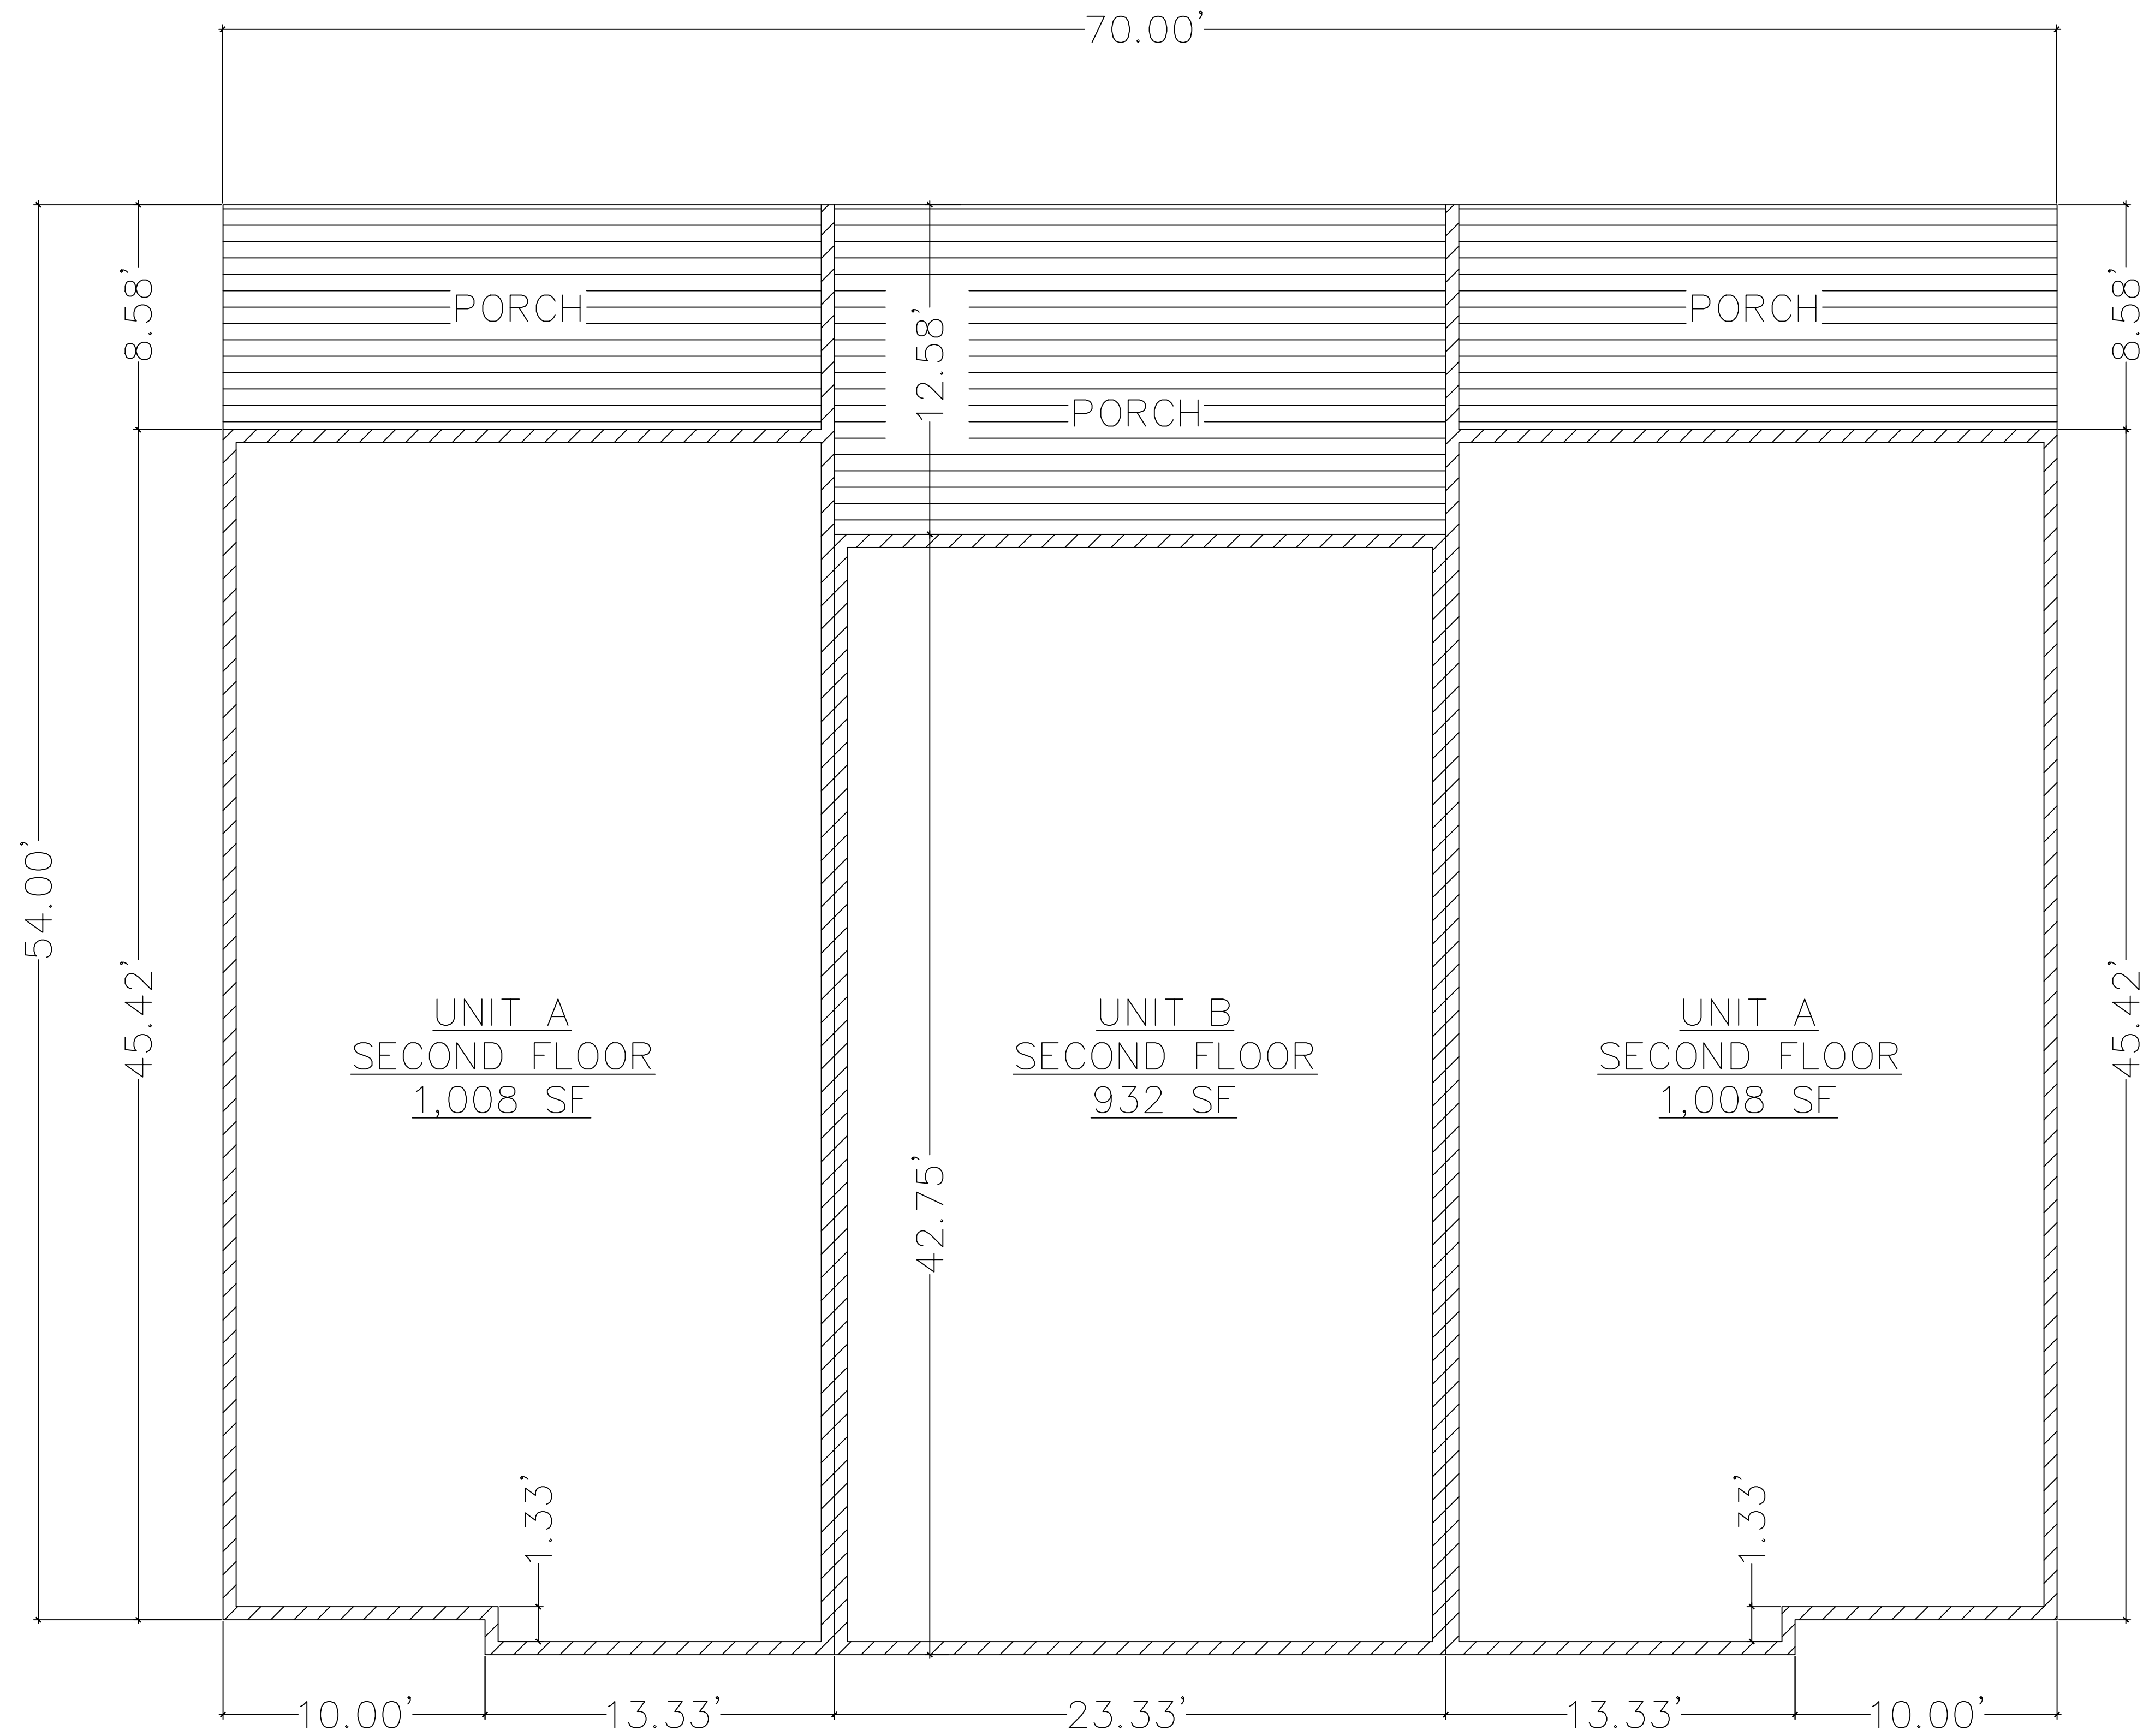 70.00'
8.58'
PORCH
12.58'
PORCH
PORCH
8.58'
54.00'
45.42'
UNIT A
SECOND FLOOR
1,008 SF
UNIT B
SECOND FLOOR
932 SF
UNIT A
SECOND FLOOR
1,008 SF
45.42'
42.75'
1.33'
1.33'
10.00'
13.33'
23.33'
13.33'
10.00'